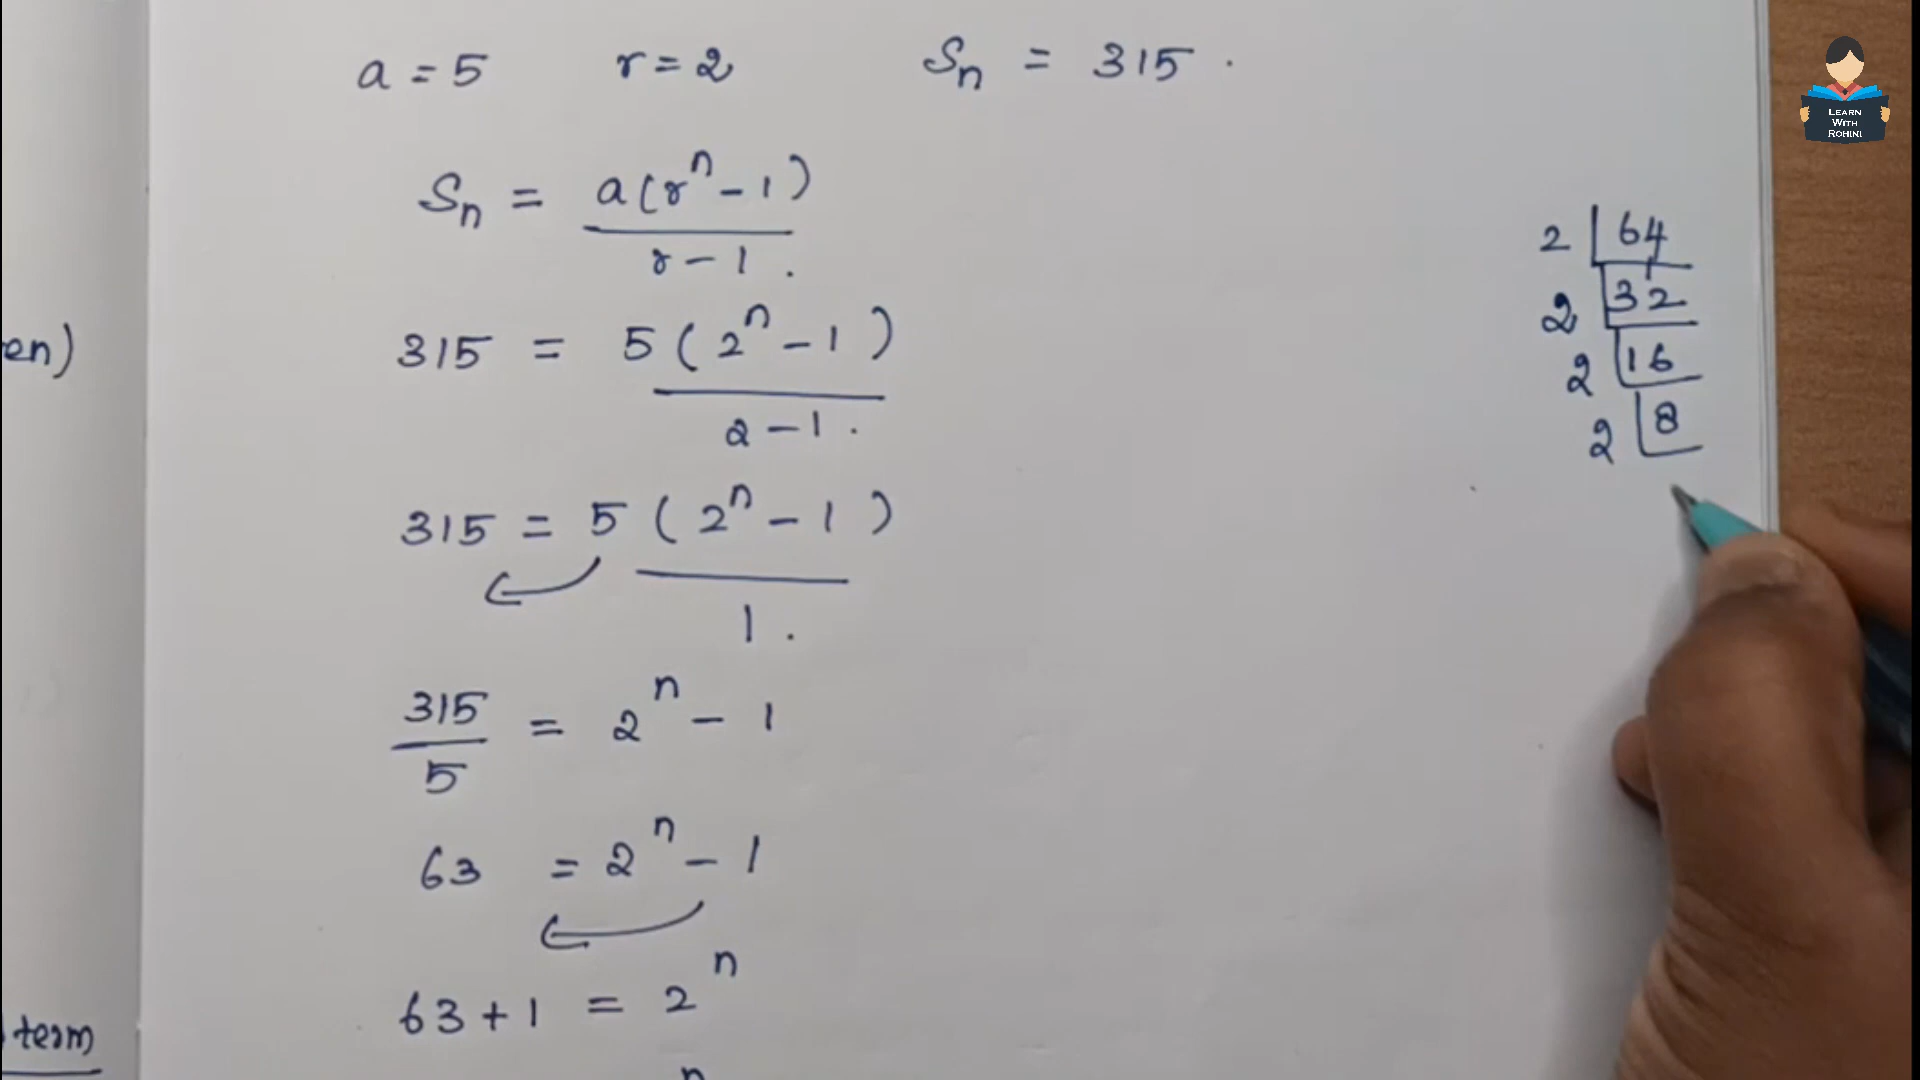 a = 5 r = 2 Sn = 315 .
LEARN
WITH
ROHINI
Sn = a(r^n - 1)
r - 1 .
2 | 64
2 | 32
2 | 16
2 | 8
en)
315 = 5 ( 2^n - 1 )
2 - 1 .
315 = 5 ( 2^n - 1 )
1 .
315
5
= 2^n - 1
63 = 2^n - 1
63 + 1 = 2^n
term
n